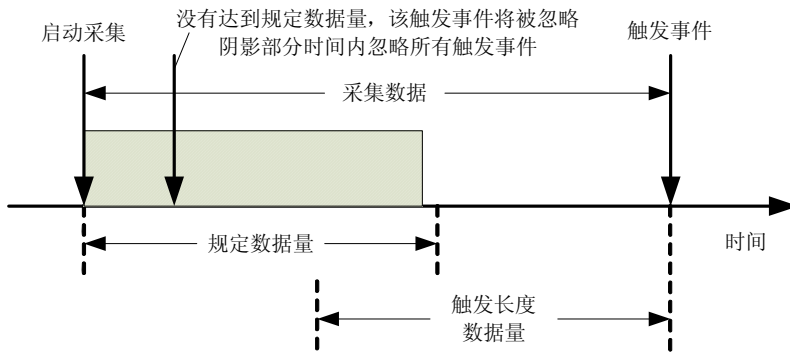 没有达到规定数据量，该触发事件将被忽略
启动采集
阴影部分时间内忽略所有触发事件
触发事件
采集数据
规定数据量
时间
触发长度
数据量